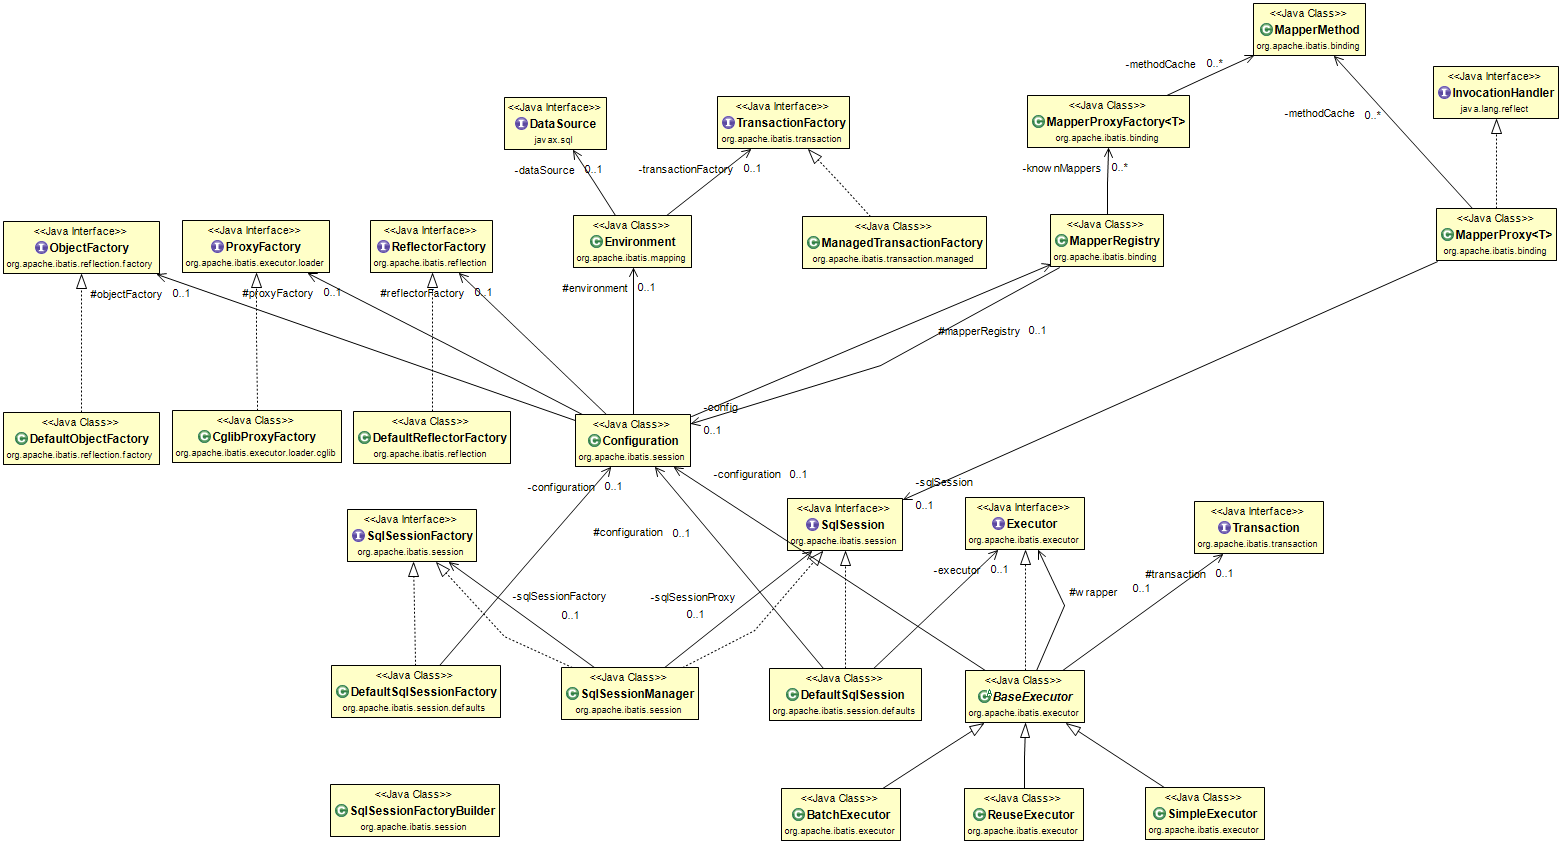 <<Java Class>>
MapperMethod
org.apache.ibatis.binding
-methodCache 0..*
<<Java Interface>>
InvocationHandler
java.lang.reflect
<<Java Interface>>
DataSource
javax.sql
<<Java Interface>>
TransactionFactory
org.apache.ibatis.transaction
<<Java Class>>
MapperProxyFactory<T>
org.apache.ibatis.binding
-methodCache 0..*
-dataSource 0..1
-transactionFactory 0..1
-knownMappers 0..*
<<Java Interface>>
ObjectFactory
org.apache.ibatis.reflection.factory
<<Java Interface>>
ProxyFactory
org.apache.ibatis.executor.loader
<<Java Interface>>
ReflectorFactory
org.apache.ibatis.reflection
<<Java Class>>
Environment
org.apache.ibatis.mapping
<<Java Class>>
ManagedTransactionFactory
org.apache.ibatis.transaction.managed
<<Java Class>>
MapperRegistry
org.apache.ibatis.binding
<<Java Class>>
MapperProxy<T>
org.apache.ibatis.binding
#objectFactory 0..1
#proxyFactory 0..1
#reflectorFactory 0..1
#environment 0..1
#mapperRegistry 0..1
<<Java Class>>
DefaultObjectFactory
org.apache.ibatis.reflection.factory
<<Java Class>>
CglibProxyFactory
org.apache.ibatis.executor.loader.cglib
<<Java Class>>
DefaultReflectorFactory
org.apache.ibatis.reflection
<<Java Class>>
Configuration
org.apache.ibatis.session
-config
0..1
-configuration 0..1
-configuration 0..1
-sqlSession
0..1
<<Java Interface>>
SqlSessionFactory
org.apache.ibatis.session
#configuration 0..1
<<Java Interface>>
SqlSession
org.apache.ibatis.session
<<Java Interface>>
Executor
org.apache.ibatis.executor
<<Java Interface>>
Transaction
org.apache.ibatis.transaction
-executor 0..1
#transaction 0..1
-sqlSessionFactory
0..1
-sqlSessionProxy
0..1
#wrapper 0..1
<<Java Class>>
DefaultSqlSessionFactory
org.apache.ibatis.session.defaults
<<Java Class>>
SqlSessionManager
org.apache.ibatis.session
<<Java Class>>
DefaultSqlSession
org.apache.ibatis.session.defaults
<<Java Class>>
BaseExecutor
org.apache.ibatis.executor
<<Java Class>>
SqlSessionFactoryBuilder
org.apache.ibatis.session
<<Java Class>>
BatchExecutor
org.apache.ibatis.executor
<<Java Class>>
ReuseExecutor
org.apache.ibatis.executor
<<Java Class>>
SimpleExecutor
org.apache.ibatis.executor